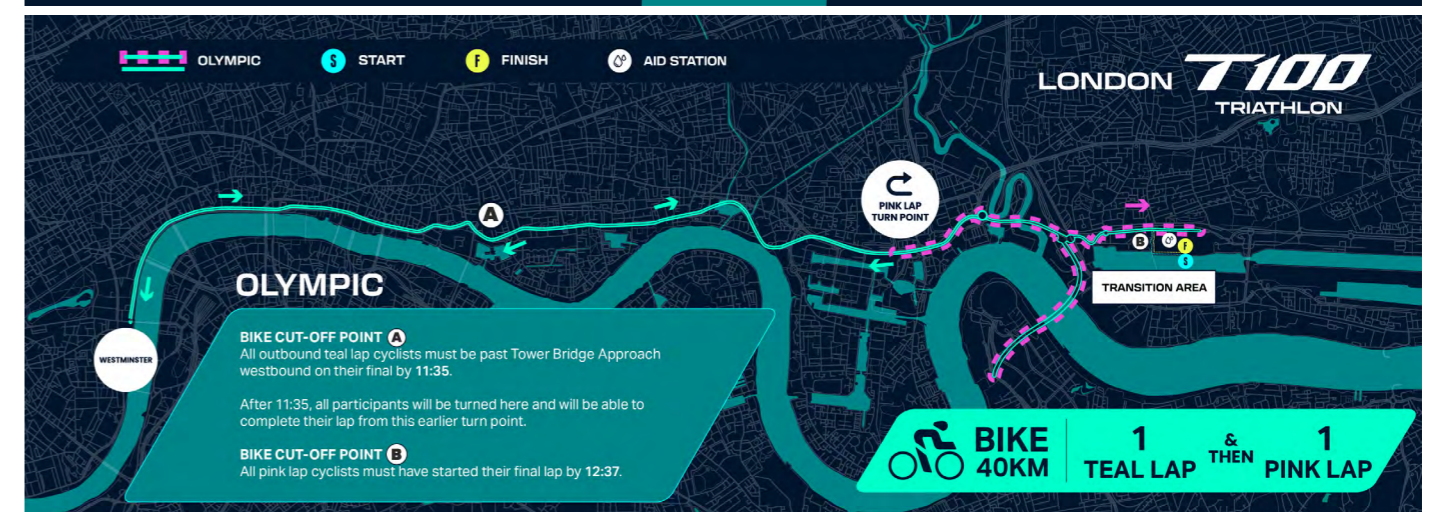 OLYMPIC
S START
F FINISH
AID STATION
LONDON T100
TRIATHLON
PINK LAP
TURN POINT
A
B
F
S
TRANSITION AREA
WESTMINSTER
OLYMPIC
BIKE CUT-OFF POINT A
All outbound teal lap cyclists must be past Tower Bridge Approach
westbound on their final by 11:35.
After 11:35, all participants will be turned here and will be able to
complete their lap from this earlier turn point.
BIKE CUT-OFF POINT B
All pink lap cyclists must have started their final lap by 12:37.
BIKE
40KM
1
TEAL LAP
&
THEN
1
PINK LAP